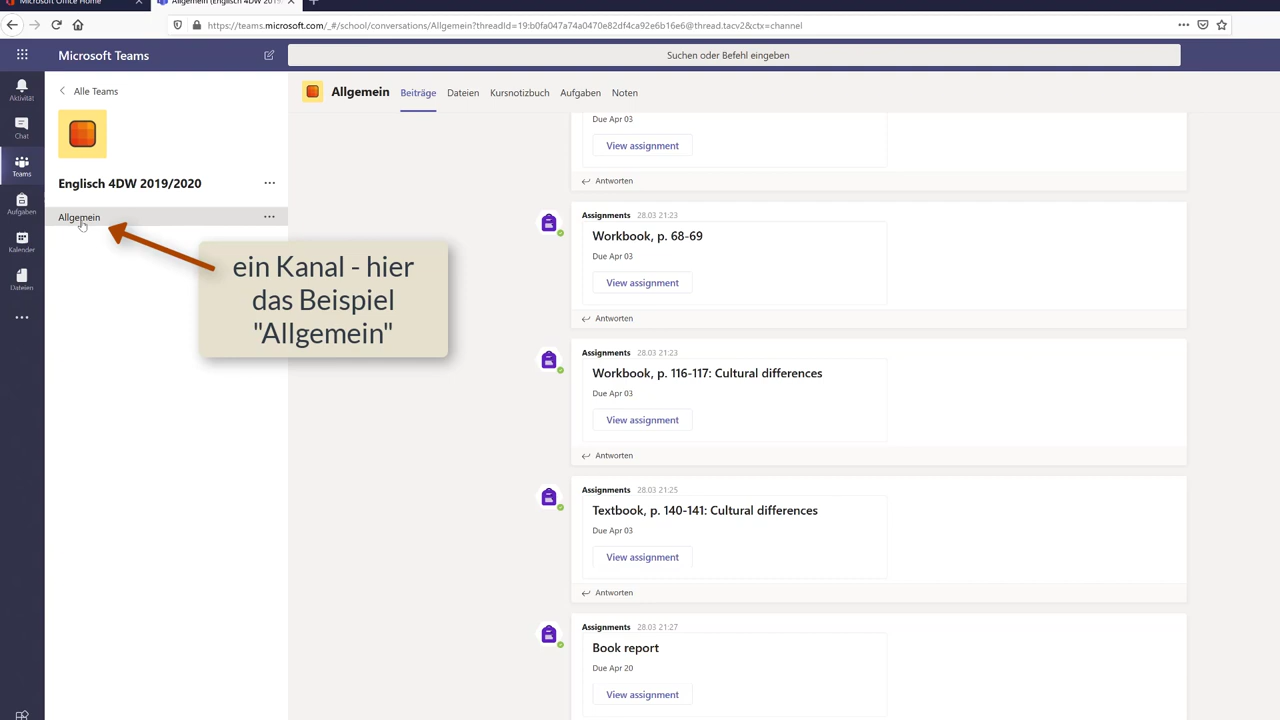 Microsoft Office Home
Allgemein (Englisch 4DW 2019/
https://teams.microsoft.com/_#/school/conversations/Allgemein?threadId=19:b0fa047a74a0470e82df4ca92e6b16e6@thread.tacv2&ctx=channel
Microsoft Teams
Suchen oder Befehl eingeben
Aktivität
Chat
Teams
Aufgaben
Kalender
Dateien
Alle Teams
Englisch 4DW 2019/2020
Allgemein
ein Kanal - hier
das Beispiel
"Allgemein"
Allgemein Beiträge Dateien Kursnotizbuch Aufgaben Noten
Due Apr 03
View assignment
Antworten
Assignments 28.03 21:23
Workbook, p. 68-69
Due Apr 03
View assignment
Antworten
Assignments 28.03 21:23
Workbook, p. 116-117: Cultural differences
Due Apr 03
View assignment
Antworten
Assignments 28.03 21:25
Textbook, p. 140-141: Cultural differences
Due Apr 03
View assignment
Antworten
Assignments 28.03 21:27
Book report
Due Apr 20
View assignment